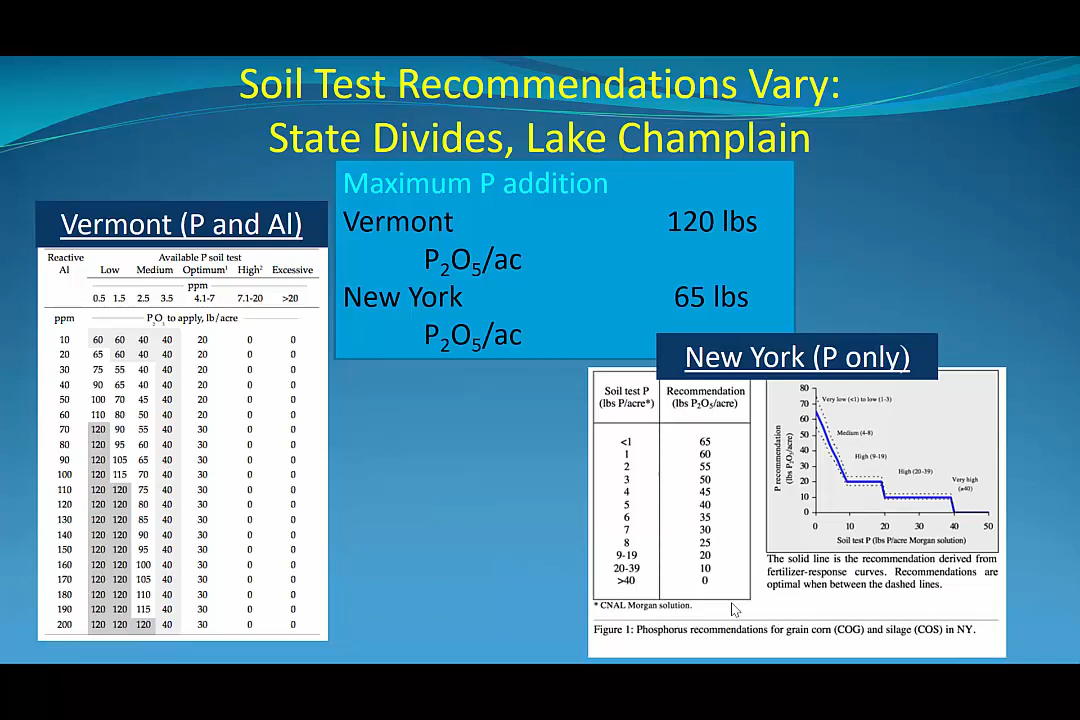 Soil Test Recommendations Vary:
State Divides, Lake Champlain
Maximum P addition
Vermont 120 lbs
P₂O₅/ac
New York 65 lbs
P₂O₅/ac
Vermont (P and Al)
Reactive Available P soil test
Al Low Medium Optimum¹ High² Excessive
ppm
0.5 1.5 2.5 3.5 4.1-7 7.1-20 >20
ppm P₂O₅ to apply, lb/acre
10 60 60 40 40 20 0 0
20 65 60 40 40 20 0 0
30 75 55 40 40 20 0 0
40 90 65 40 40 20 0 0
50 100 70 45 40 20 0 0
60 110 80 50 40 20 0 0
70 120 90 55 40 30 0 0
80 120 95 60 40 30 0 0
90 120 105 65 40 30 0 0
100 120 115 70 40 30 0 0
110 120 120 75 40 30 0 0
120 120 120 80 40 30 0 0
130 120 120 85 40 30 0 0
140 120 120 90 40 30 0 0
150 120 120 95 40 30 0 0
160 120 120 100 40 30 0 0
170 120 120 105 40 30 0 0
180 120 120 110 40 30 0 0
190 120 120 115 40 30 0 0
200 120 120 120 40 30 0 0
New York (P only)
Soil test P Recommendation
(lbs P/acre*) (lbs P₂O₅/acre)
<1 65
1 60
2 55
3 50
4 45
5 40
6 35
7 30
8 25
9-19 20
20-39 10
>40 0
* CNAL Morgan solution.
P recommendation
(lbs P₂O₅/acre)
80
70
60
50
40
30
20
10
0
Very low (<1) to low (1-3)
Medium (4-8)
High (9-19)
High (20-39)
Very high
(≥40)
0 10 20 30 40 50
Soil test P (lbs P/acre Morgan solution)
The solid line is the recommendation derived from
fertilizer-response curves. Recommendations are
optimal when between the dashed lines.
Figure 1: Phosphorus recommendations for grain corn (COG) and silage (COS) in NY.